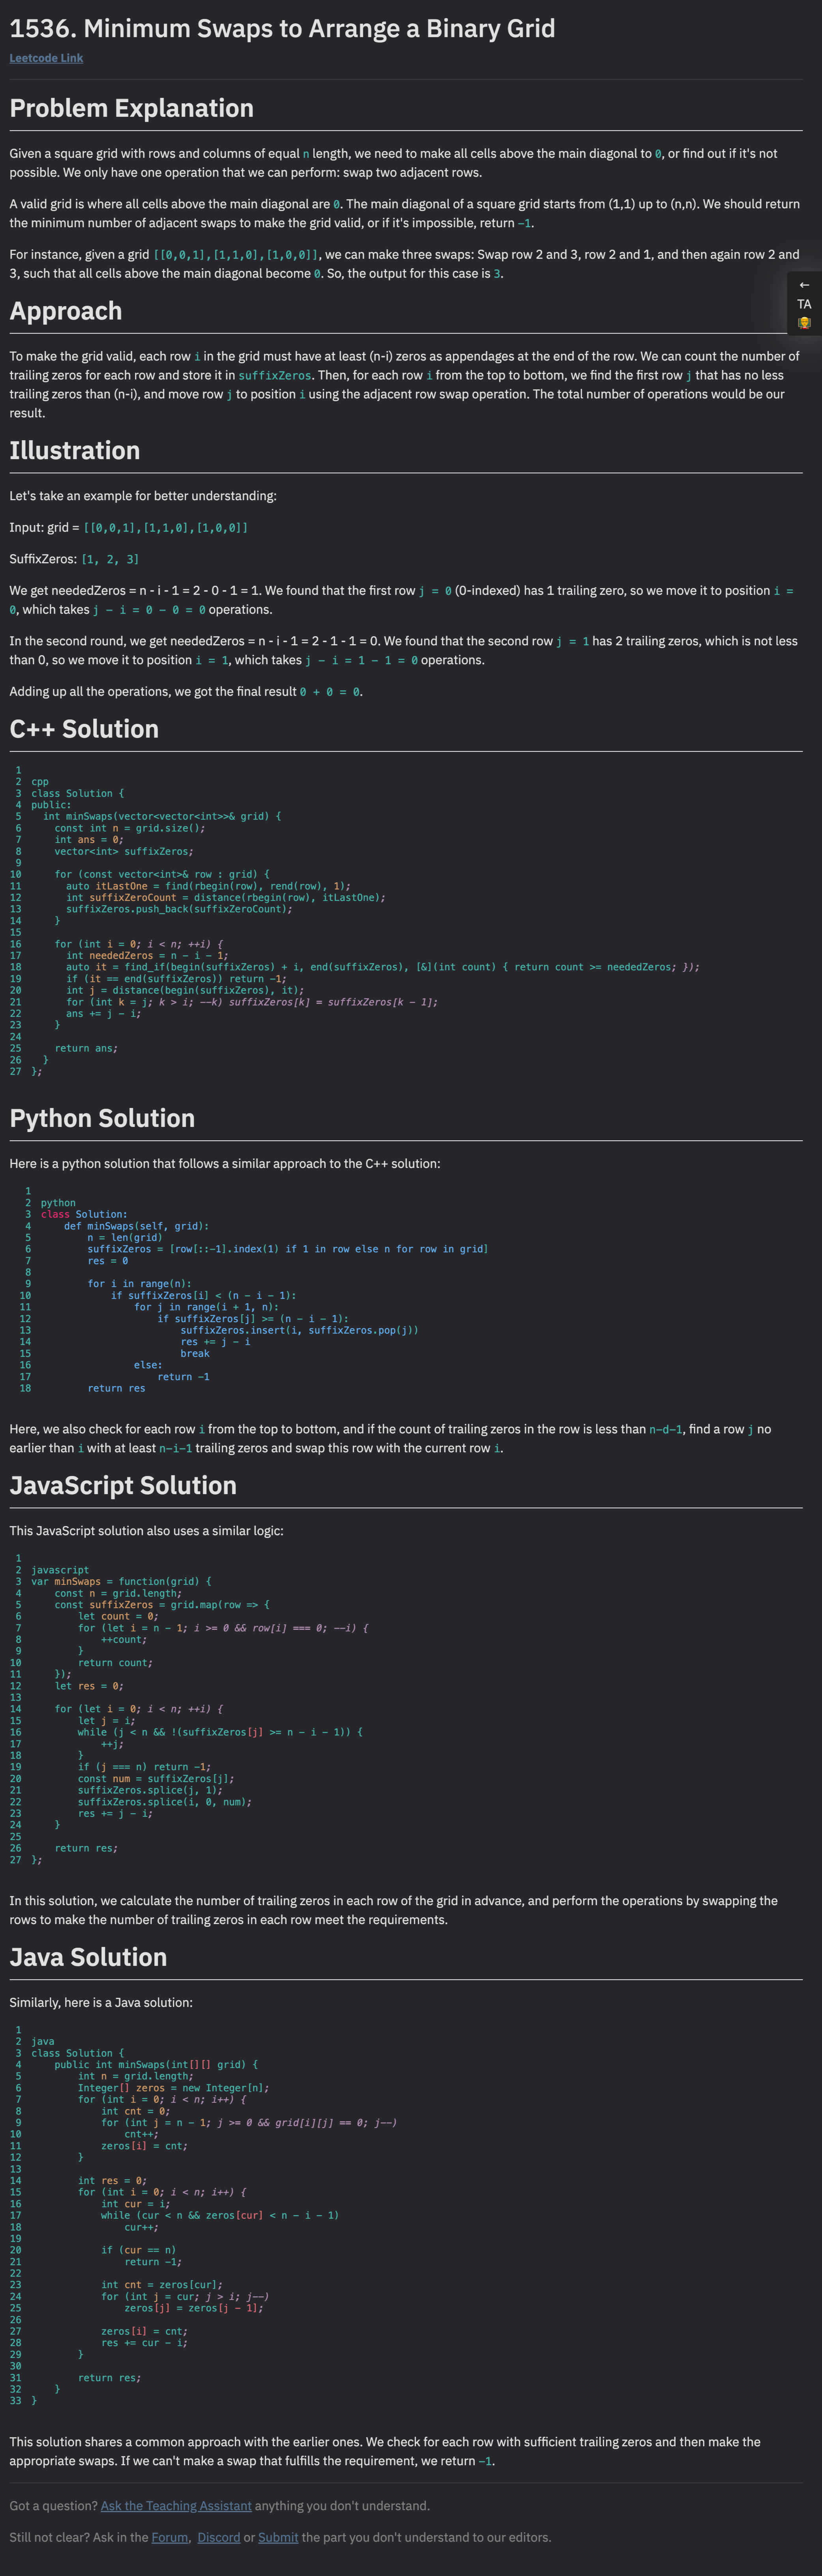 1536. Minimum Swaps to Arrange a Binary Grid
Leetcode Link
Problem Explanation
Given a square grid with rows and columns of equal n length, we need to make all cells above the main diagonal to 0, or find out if it's not
possible. We only have one operation that we can perform: swap two adjacent rows.
A valid grid is where all cells above the main diagonal are 0. The main diagonal of a square grid starts from (1,1) up to (n,n). We should return
the minimum number of adjacent swaps to make the grid valid, or if it's impossible, return -1.
For instance, given a grid [[0,0,1],[1,1,0],[1,0,0]], we can make three swaps: Swap row 2 and 3, row 2 and 1, and then again row 2 and
3, such that all cells above the main diagonal become 0. So, the output for this case is 3.
←
TA
Approach
To make the grid valid, each row i in the grid must have at least (n-i) zeros as appendages at the end of the row. We can count the number of
trailing zeros for each row and store it in suffixZeros. Then, for each row i from the top to bottom, we find the first row j that has no less
trailing zeros than (n-i), and move row j to position i using the adjacent row swap operation. The total number of operations would be our
result.
Illustration
Let's take an example for better understanding:
Input: grid = [[0,0,1],[1,1,0],[1,0,0]]
SuffixZeros: [1, 2, 3]
We get neededZeros = n - i - 1 = 2 - 0 - 1 = 1. We found that the first row j = 0 (0-indexed) has 1 trailing zero, so we move it to position i =
0, which takes j - i = 0 - 0 = 0 operations.
In the second round, we get neededZeros = n - i - 1 = 2 - 1 - 1 = 0. We found that the second row j = 1 has 2 trailing zeros, which is not less
than 0, so we move it to position i = 1, which takes j - i = 1 - 1 = 0 operations.
Adding up all the operations, we got the final result 0 + 0 = 0.
C++ Solution
1
2 cpp
3 class Solution {
4 public:
5   int minSwaps(vector<vector<int>>& grid) {
6     const int n = grid.size();
7     int ans = 0;
8     vector<int> suffixZeros;
9
10     for (const vector<int>& row : grid) {
11       auto itLastOne = find(rbegin(row), rend(row), 1);
12       int suffixZeroCount = distance(rbegin(row), itLastOne);
13       suffixZeros.push_back(suffixZeroCount);
14     }
15
16     for (int i = 0; i < n; ++i) {
17       int neededZeros = n - i - 1;
18       auto it = find_if(begin(suffixZeros) + i, end(suffixZeros), [&](int count) { return count >= neededZeros; });
19       if (it == end(suffixZeros)) return -1;
20       int j = distance(begin(suffixZeros), it);
21       for (int k = j; k > i; --k) suffixZeros[k] = suffixZeros[k - 1];
22       ans += j - i;
23     }
24
25     return ans;
26   }
27 };
Python Solution
Here is a python solution that follows a similar approach to the C++ solution:
1
2 python
3 class Solution:
4     def minSwaps(self, grid):
5         n = len(grid)
6         suffixZeros = [row[::-1].index(1) if 1 in row else n for row in grid]
7         res = 0
8
9         for i in range(n):
10             if suffixZeros[i] < (n - i - 1):
11                 for j in range(i + 1, n):
12                     if suffixZeros[j] >= (n - i - 1):
13                         suffixZeros.insert(i, suffixZeros.pop(j))
14                         res += j - i
15                         break
16                 else:
17                     return -1
18         return res
Here, we also check for each row i from the top to bottom, and if the count of trailing zeros in the row is less than n-d-1, find a row j no
earlier than i with at least n-i-1 trailing zeros and swap this row with the current row i.
JavaScript Solution
This JavaScript solution also uses a similar logic:
1
2 javascript
3 var minSwaps = function(grid) {
4     const n = grid.length;
5     const suffixZeros = grid.map(row => {
6         let count = 0;
7         for (let i = n - 1; i >= 0 && row[i] === 0; --i) {
8             ++count;
9         }
10         return count;
11     });
12     let res = 0;
13
14     for (let i = 0; i < n; ++i) {
15         let j = i;
16         while (j < n && !(suffixZeros[j] >= n - i - 1)) {
17             ++j;
18         }
19         if (j === n) return -1;
20         const num = suffixZeros[j];
21         suffixZeros.splice(j, 1);
22         suffixZeros.splice(i, 0, num);
23         res += j - i;
24     }
25
26     return res;
27 };
In this solution, we calculate the number of trailing zeros in each row of the grid in advance, and perform the operations by swapping the
rows to make the number of trailing zeros in each row meet the requirements.
Java Solution
Similarly, here is a Java solution:
1
2 java
3 class Solution {
4     public int minSwaps(int[][] grid) {
5         int n = grid.length;
6         Integer[] zeros = new Integer[n];
7         for (int i = 0; i < n; i++) {
8             int cnt = 0;
9             for (int j = n - 1; j >= 0 && grid[i][j] == 0; j--)
10                 cnt++;
11             zeros[i] = cnt;
12         }
13
14         int res = 0;
15         for (int i = 0; i < n; i++) {
16             int cur = i;
17             while (cur < n && zeros[cur] < n - i - 1)
18                 cur++;
19
20             if (cur == n)
21                 return -1;
22
23             int cnt = zeros[cur];
24             for (int j = cur; j > i; j--)
25                 zeros[j] = zeros[j - 1];
26
27             zeros[i] = cnt;
28             res += cur - i;
29         }
30
31         return res;
32     }
33 }
This solution shares a common approach with the earlier ones. We check for each row with sufficient trailing zeros and then make the
appropriate swaps. If we can't make a swap that fulfills the requirement, we return -1.
Got a question? Ask the Teaching Assistant anything you don't understand.
Still not clear? Ask in the Forum, Discord or Submit the part you don't understand to our editors.